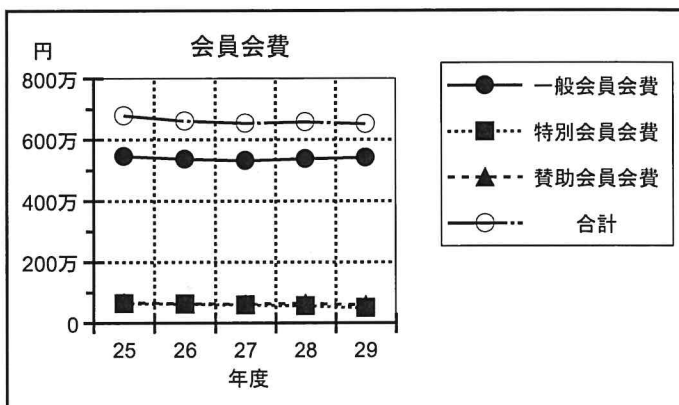 会員会費
円
800万
600万
400万
200万
0
25 26 27 28 29
年度
一般会員会費
特別会員会費
賛助会員会費
合計